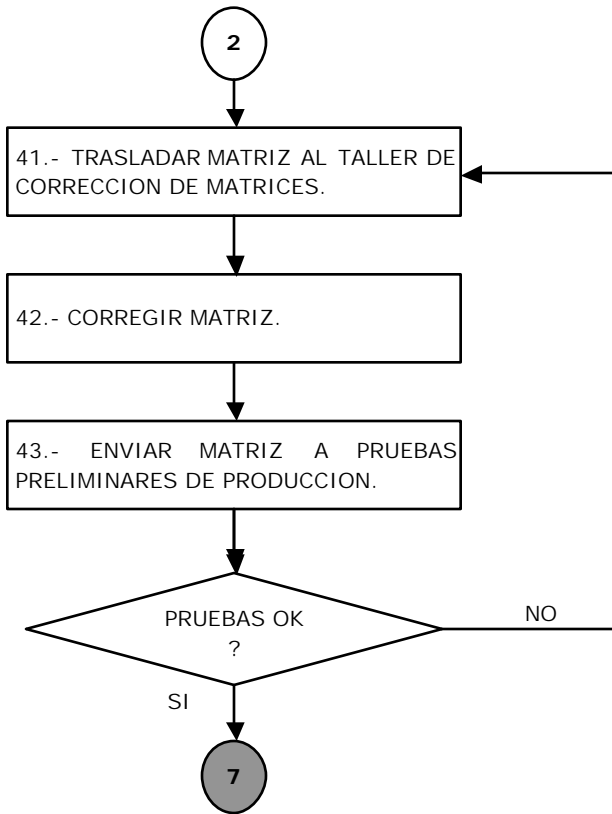 2
41.- TRASLADAR MATRIZ AL TALLER DE
CORRECCION DE MATRICES.
42.- CORREGIR MATRIZ.
43.- ENVIAR MATRIZ A PRUEBAS
PRELIMINARES DE PRODUCCION.
PRUEBAS OK
?
NO
SI
7